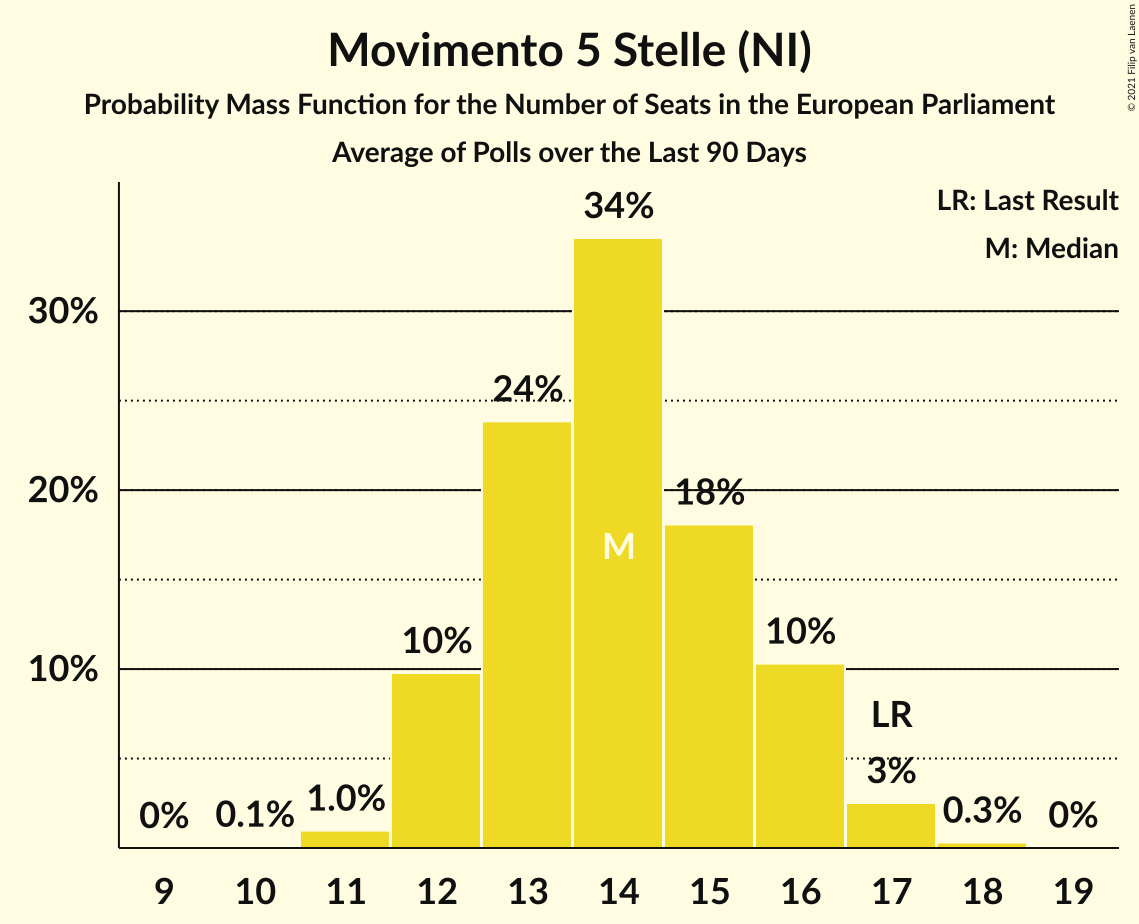 Movimento 5 Stelle (NI)
Probability Mass Function for the Number of Seats in the European Parliament
Average of Polls over the Last 90 Days
© 2021 Filip van Laenen
LR: Last Result
M: Median
34%
30%
24%
20%
18%
M
10%
10%
10%
LR
3%
1.0%
0%
0.1%
0.3%
0%
9 10 11 12 13 14 15 16 17 18 19